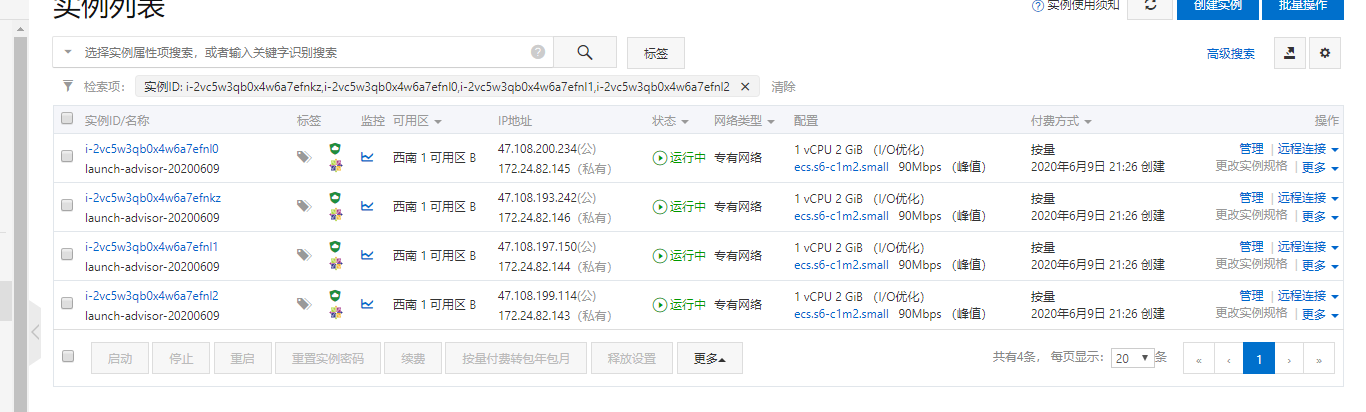 实例列表
实例使用须知
创建实例
批量操作
选择实例属性项搜索，或者输入关键字识别搜索
标签
高级搜索
检索项：
实例ID: i-2vc5w3qb0x4w6a7efnkz,i-2vc5w3qb0x4w6a7efnl0,i-2vc5w3qb0x4w6a7efnl1,i-2vc5w3qb0x4w6a7efnl2
清除
实例ID/名称 标签 监控 可用区 IP地址 状态 网络类型 配置 付费方式 操作
i-2vc5w3qb0x4w6a7efnl0 47.108.200.234(公) 1 vCPU 2 GiB （I/O优化） 按量 管理 | 远程连接
launch-advisor-20200609 西南 1 可用区 B 172.24.82.145（私有） 运行中 专有网络 ecs.s6-c1m2.small 90Mbps （峰值） 2020年6月9日 21:26 创建 更改实例规格 | 更多
i-2vc5w3qb0x4w6a7efnkz 47.108.193.242(公) 1 vCPU 2 GiB （I/O优化） 按量 管理 | 远程连接
launch-advisor-20200609 西南 1 可用区 B 172.24.82.146（私有） 运行中 专有网络 ecs.s6-c1m2.small 90Mbps （峰值） 2020年6月9日 21:26 创建 更改实例规格 | 更多
i-2vc5w3qb0x4w6a7efnl1 47.108.197.150(公) 1 vCPU 2 GiB （I/O优化） 按量 管理 | 远程连接
launch-advisor-20200609 西南 1 可用区 B 172.24.82.144（私有） 运行中 专有网络 ecs.s6-c1m2.small 90Mbps （峰值） 2020年6月9日 21:26 创建 更改实例规格 | 更多
i-2vc5w3qb0x4w6a7efnl2 47.108.199.114(公) 1 vCPU 2 GiB （I/O优化） 按量 管理 | 远程连接
launch-advisor-20200609 西南 1 可用区 B 172.24.82.143（私有） 运行中 专有网络 ecs.s6-c1m2.small 90Mbps （峰值） 2020年6月9日 21:26 创建 更改实例规格 | 更多
启动 停止 重启 重置实例密码 续费 按量付费转包年包月 释放设置 更多 共有4条， 每页显示： 20 条 « ‹ 1 › »